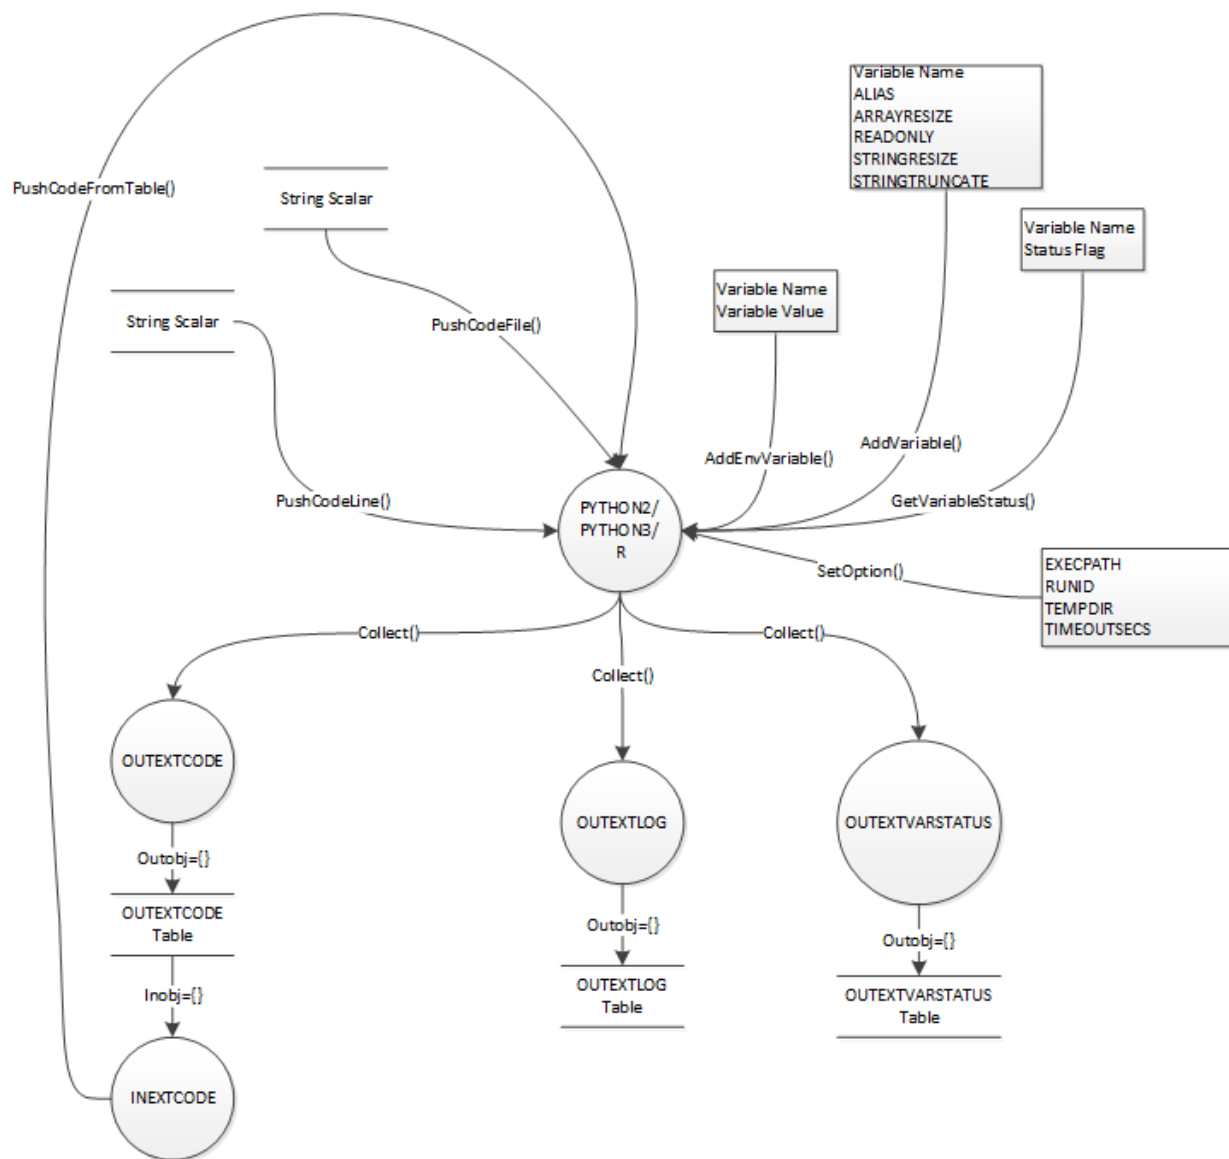 Variable Name
ALIAS
ARRAYRESIZE
READONLY
STRINGRESIZE
STRINGTRUNCATE
PushCodeFromTable()
String Scalar
Variable Name
Status Flag
Variable Name
Variable Value
String Scalar
PushCodeFile()
AddVariable()
AddEnvVariable()
PushCodeLine()
GetVariableStatus()
PYTHON2/
PYTHON3/
R
SetOption()
EXECPATH
RUNID
TEMPDIR
TIMEOUTSECS
Collect()
Collect()
Collect()
OUTEXTCODE
OUTEXTLOG
OUTEXTVARSTATUS
Outobj={}
OUTEXTCODE
Table
Outobj={}
Outobj={}
Inobj={}
OUTEXTLOG
Table
OUTEXTVARSTATUS
Table
INEXTCODE